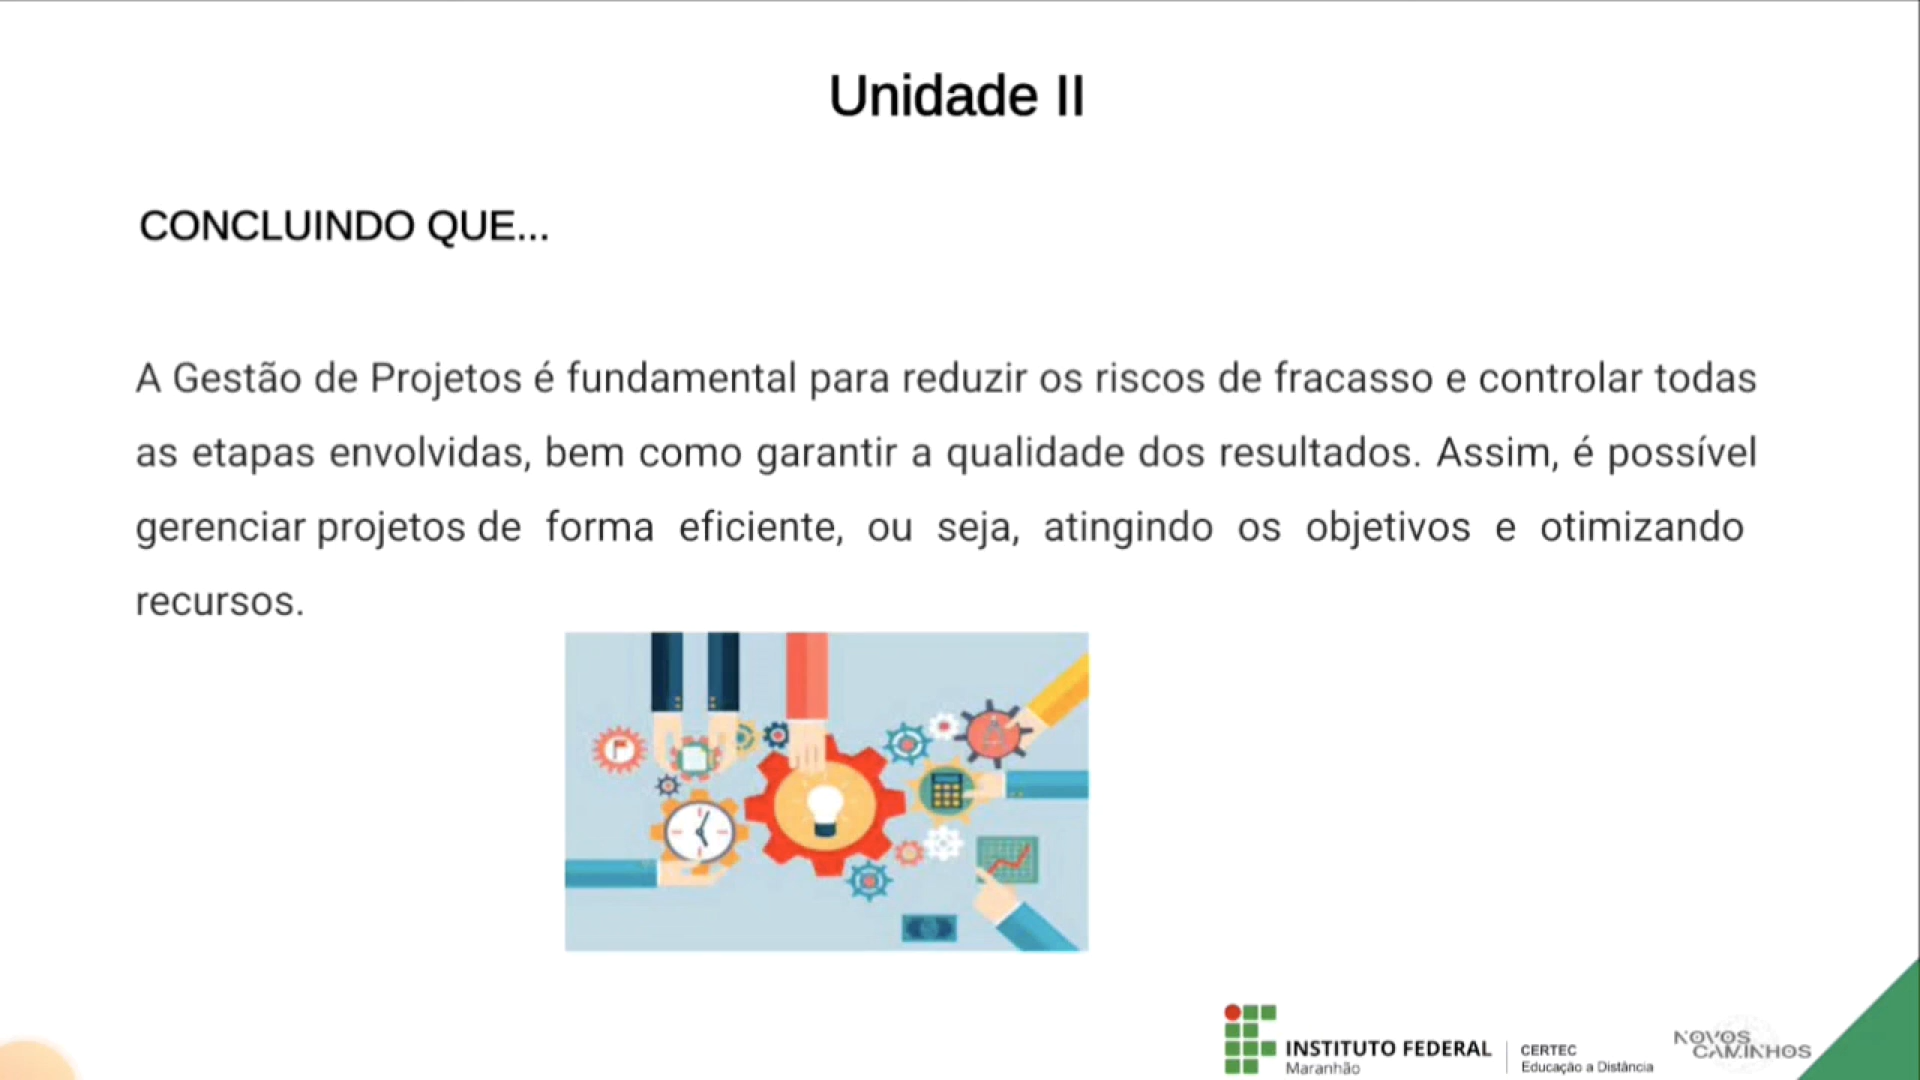 Unidade II
CONCLUINDO QUE...
A Gestão de Projetos é fundamental para reduzir os riscos de fracasso e controlar todas
as etapas envolvidas, bem como garantir a qualidade dos resultados. Assim, é possível
gerenciar projetos de forma eficiente, ou seja, atingindo os objetivos e otimizando
recursos.
INSTITUTO FEDERAL
Maranhão
CERTEC
Educação a Distância
NOVOS
CAMINHOS